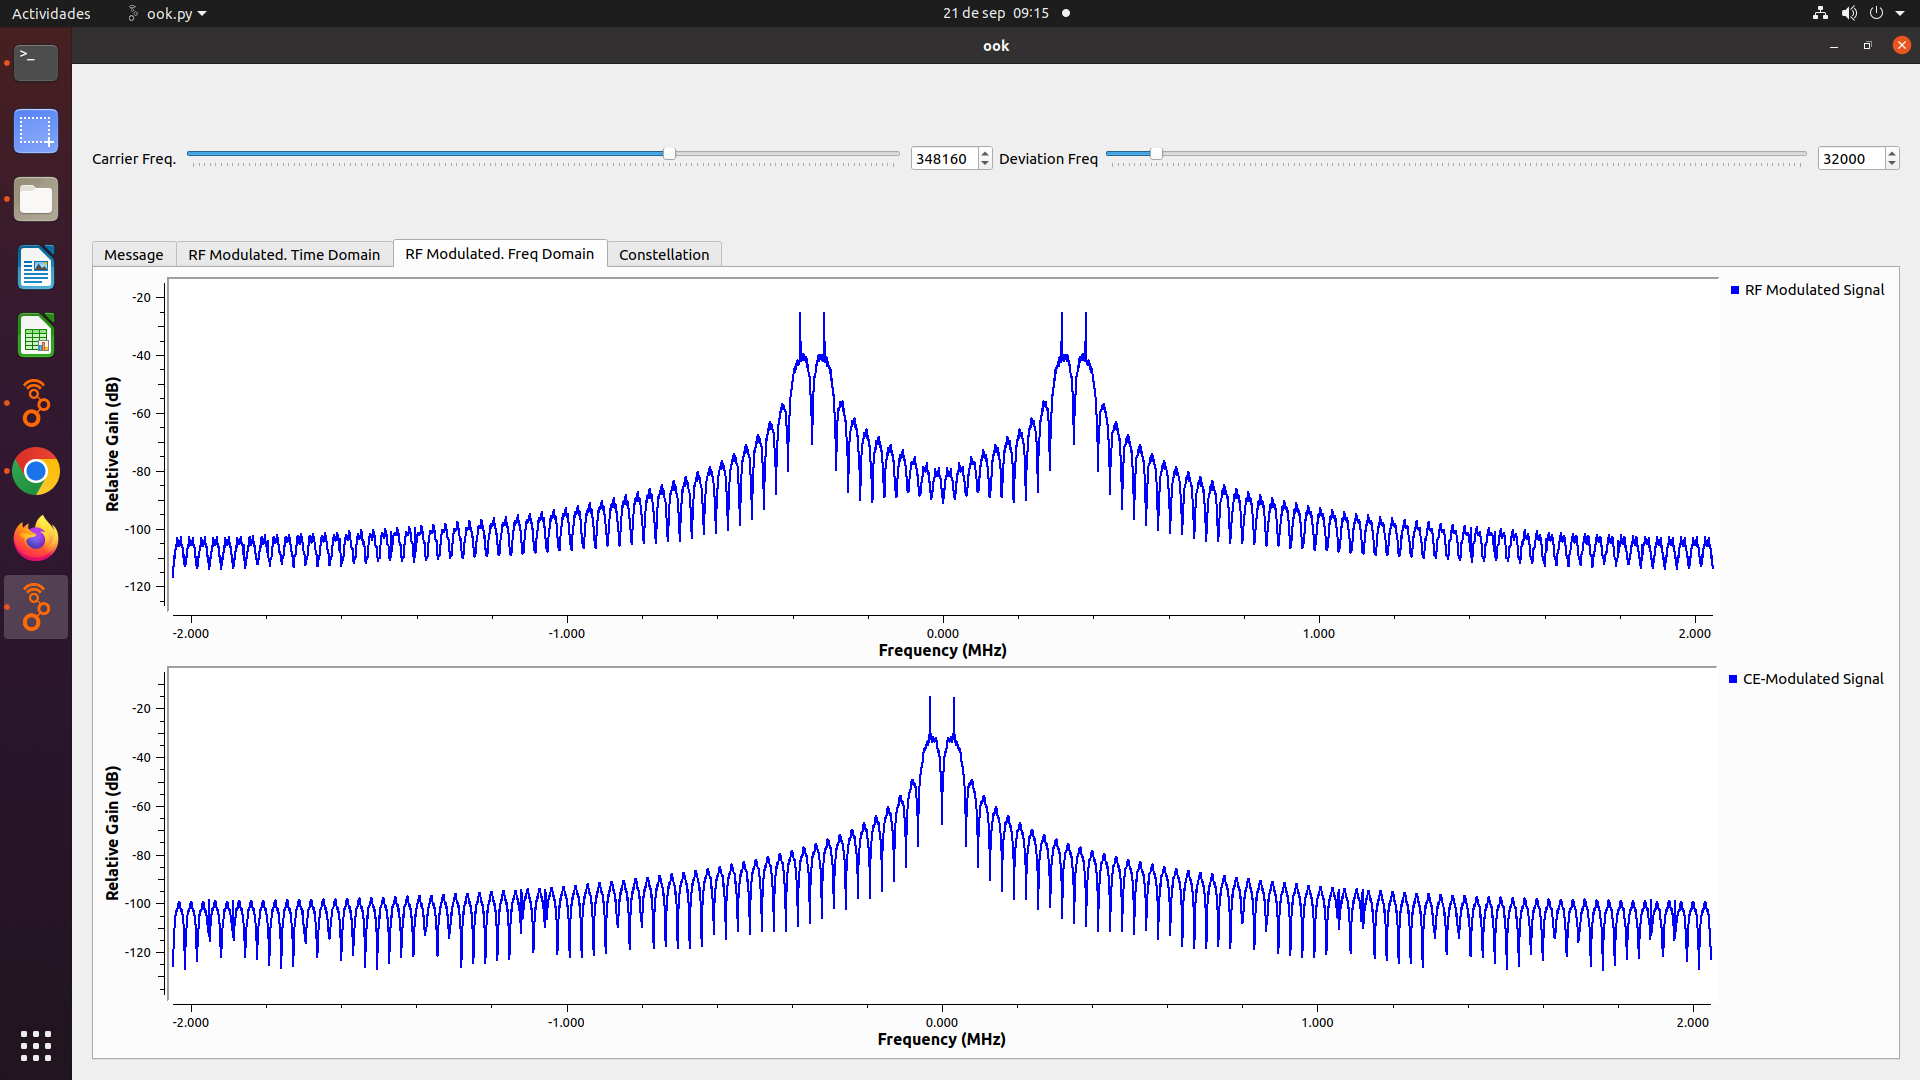 Actividades ook.py 21 de sep 09:15
ook
Carrier Freq. 348160 Deviation Freq 32000
Message RF Modulated. Time Domain RF Modulated. Freq Domain Constellation
RF Modulated Signal
Relative Gain (dB)
-20
-40
-60
-80
-100
-120
-2.000 -1.000 0.000 1.000 2.000
Frequency (MHz)
CE-Modulated Signal
Relative Gain (dB)
-20
-40
-60
-80
-100
-120
-2.000 -1.000 0.000 1.000 2.000
Frequency (MHz)